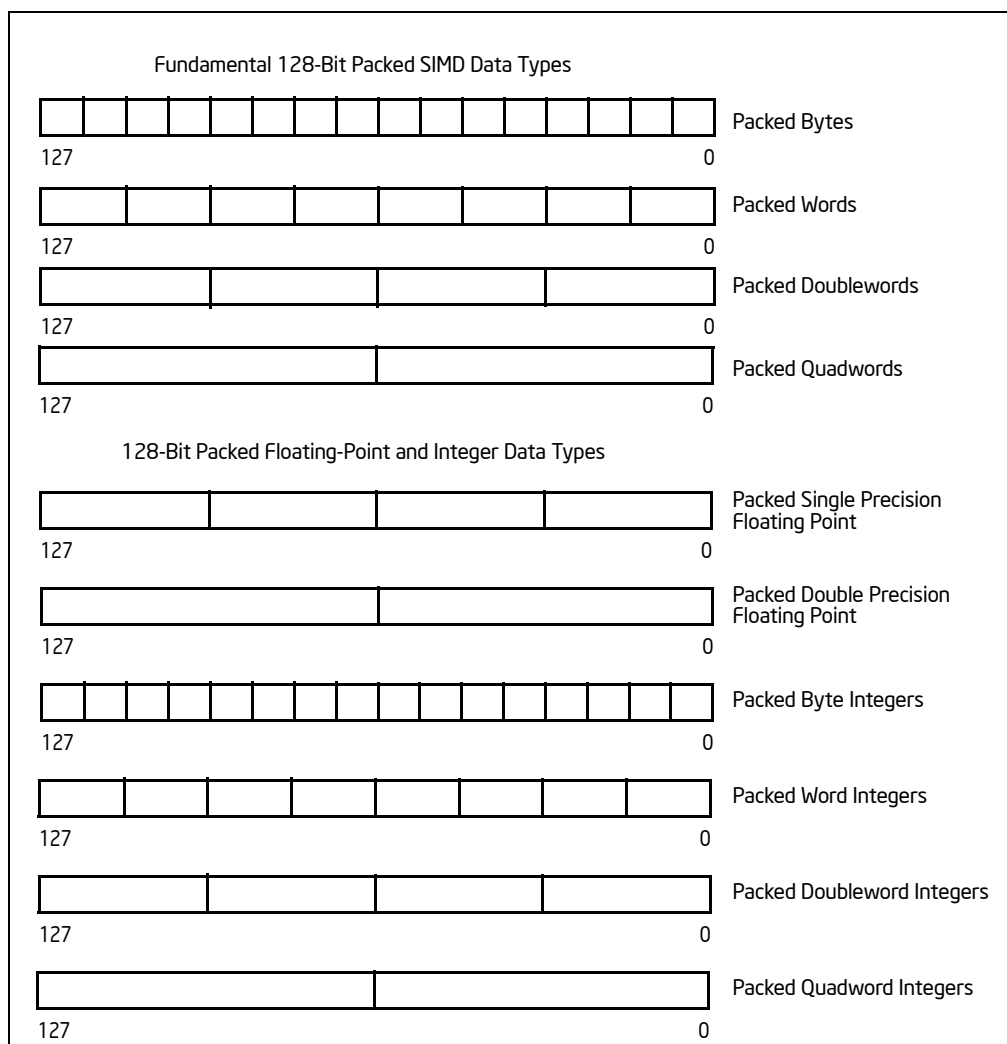 Fundamental 128-Bit Packed SIMD Data Types
Packed Bytes
127 0
Packed Words
127 0
Packed Doublewords
127 0
Packed Quadwords
127 0
128-Bit Packed Floating-Point and Integer Data Types
Packed Single Precision
Floating Point
127 0
Packed Double Precision
Floating Point
127 0
Packed Byte Integers
127 0
Packed Word Integers
127 0
Packed Doubleword Integers
127 0
Packed Quadword Integers
127 0